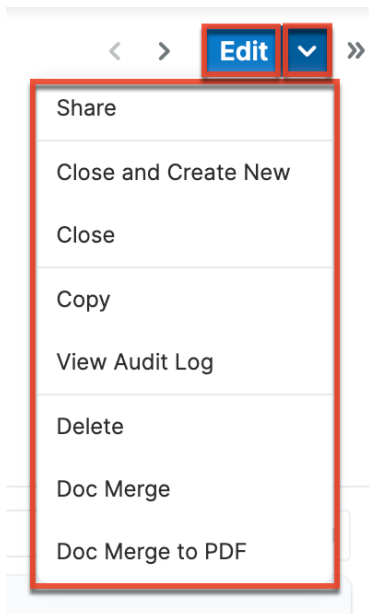 Edit
Share
Close and Create New
Close
Copy
View Audit Log
Delete
Doc Merge
Doc Merge to PDF